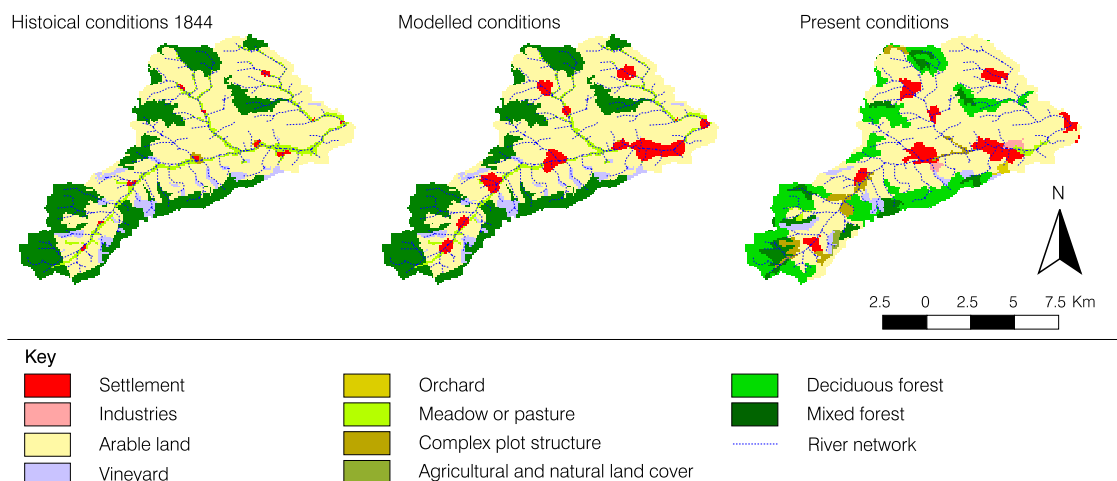 Histoical conditions 1844
Modelled conditions
Present conditions
N
2.5 0 2.5 5 7.5 Km
Key
Settlement
Industries
Arable land
Vineyard
Orchard
Meadow or pasture
Complex plot structure
Agricultural and natural land cover
Deciduous forest
Mixed forest
River network